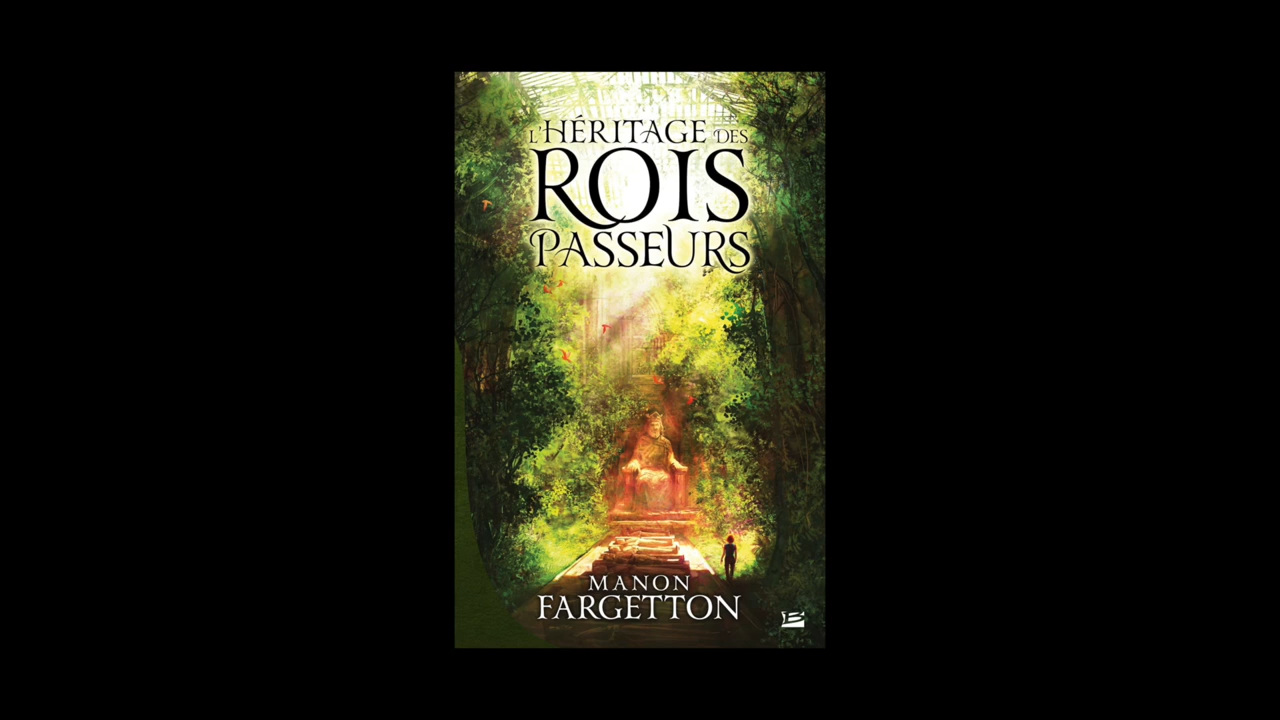 L'HÉRITAGE DES
ROIS
PASSEURS
MANON
FARGETTON
B